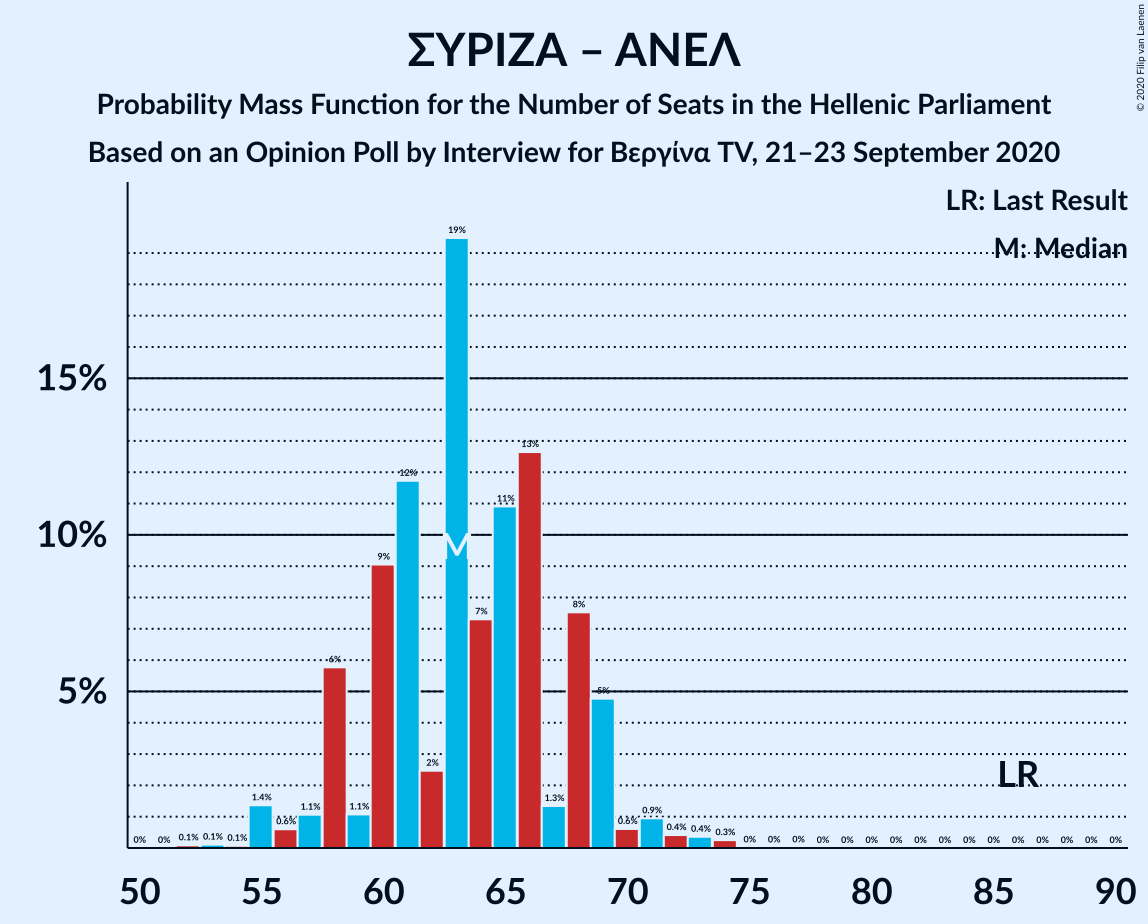 ΣΥΡΙΖΑ – ΑΝΕΛ
Probability Mass Function for the Number of Seats in the Hellenic Parliament
Based on an Opinion Poll by Interview for Βεργίνα TV, 21–23 September 2020
© 2020 Filip van Laenen
LR: Last Result
M: Median
15%
10%
5%
0% 0% 0.1% 0.1% 0.1% 1.4% 0.6% 1.1% 6% 1.1% 9% 12% 2% 19% 7% 11% 13% 1.3% 8% 5% 0.6% 0.9% 0.4% 0.4% 0.3% 0% 0% 0% 0% 0% 0% 0% 0% 0% 0% 0% 0% 0% 0% 0% 0%
M
LR
50 55 60 65 70 75 80 85 90